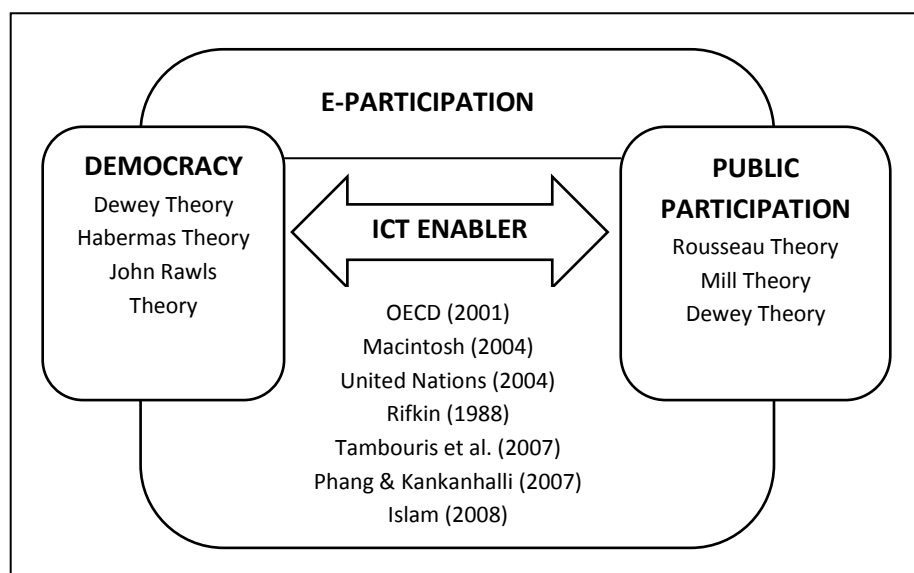 E-PARTICIPATION
DEMOCRACY
Dewey Theory
Habermas Theory
John Rawls
Theory
ICT ENABLER
OECD (2001)
Macintosh (2004)
United Nations (2004)
Rifkin (1988)
Tambouris et al. (2007)
Phang & Kankanhalli (2007)
Islam (2008)
PUBLIC
PARTICIPATION
Rousseau Theory
Mill Theory
Dewey Theory